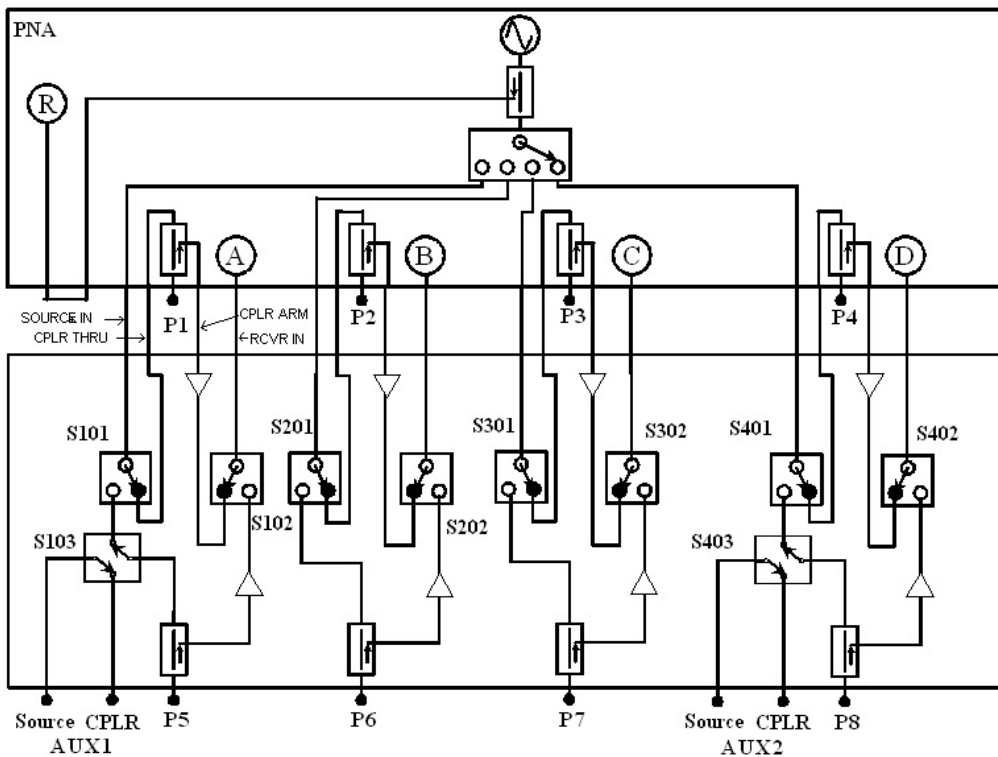 PNA
R
A
B
C
D
P1
P2
P3
P4
SOURCE IN
CPLR THRU
CPLR ARM
RCVR IN
S101
S201
S301
S302
S401
S402
S102
S202
S103
S403
Source CPLR P5 P6 P7 Source CPLR P8
AUX1 AUX2